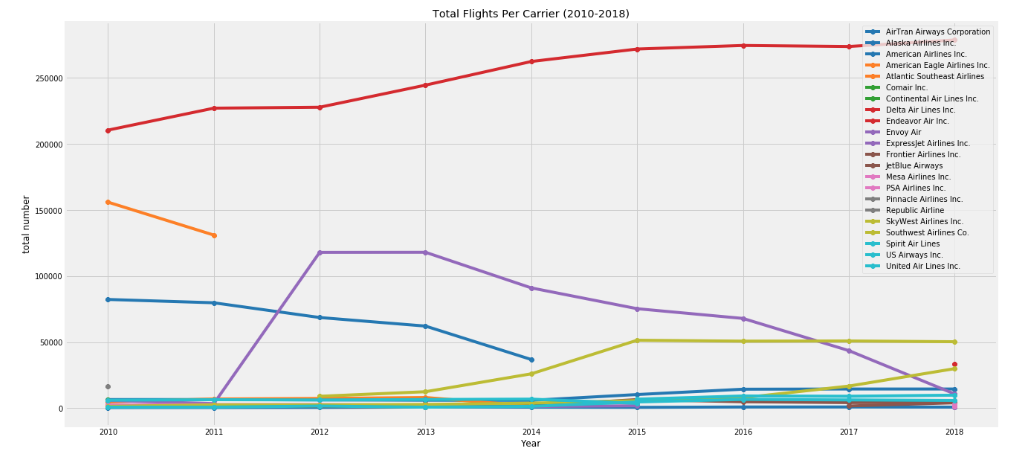 Total Flights Per Carrier (2010-2018)
AirTran Airways Corporation
Alaska Airlines Inc.
American Airlines Inc.
American Eagle Airlines Inc.
Atlantic Southeast Airlines
Comair Inc.
Continental Air Lines Inc.
Delta Air Lines Inc.
Endeavor Air Inc.
Envoy Air
ExpressJet Airlines Inc.
Frontier Airlines Inc.
JetBlue Airways
Mesa Airlines Inc.
PSA Airlines Inc.
Pinnacle Airlines Inc.
Republic Airline
SkyWest Airlines Inc.
Southwest Airlines Co.
Spirit Air Lines
US Airways Inc.
United Air Lines Inc.
total number
250000
200000
150000
100000
50000
0
2010 2011 2012 2013 2014 2015 2016 2017 2018
Year